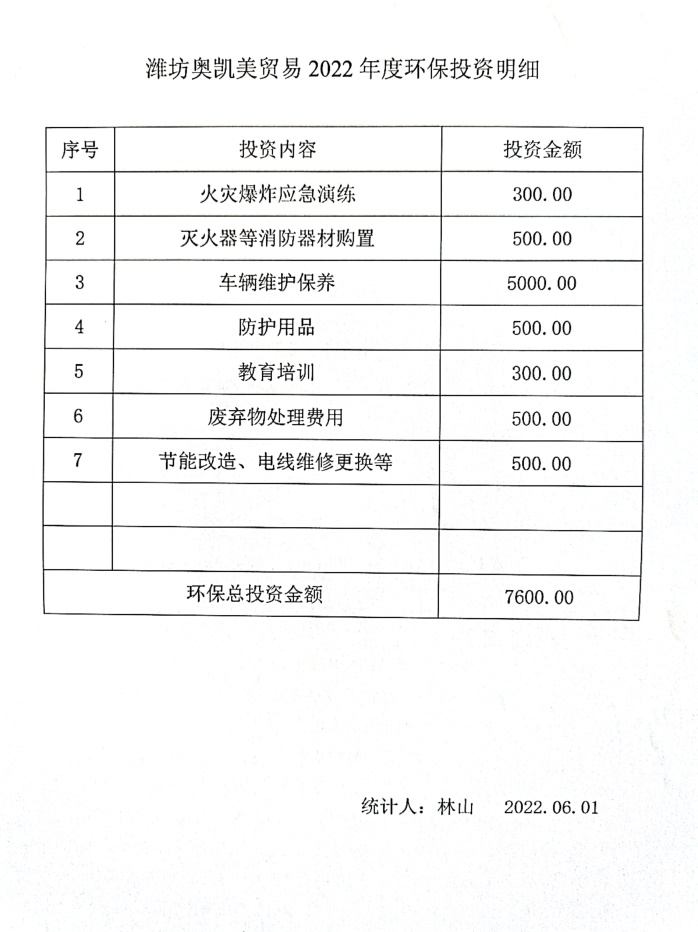 潍坊奥凯美贸易 2022 年度环保投资明细
序号 投资内容 投资金额
1 火灾爆炸应急演练 300.00
2 灭火器等消防器材购置 500.00
3 车辆维护保养 5000.00
4 防护用品 500.00
5 教育培训 300.00
6 废弃物处理费用 500.00
7 节能改造、电线维修更换等 500.00
环保总投资金额 7600.00
统计人：林山 2022.06.01